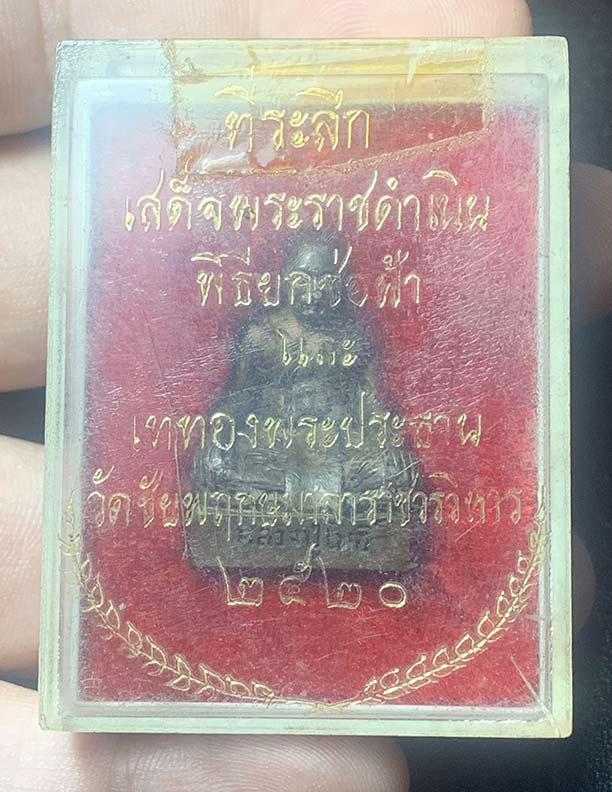 ที่ระลึก
เสด็จพระราชดำเนิน
พิธียกช่อฟ้า
และ
เททองพระประธาน
วัดชัยพฤกษมาลาราชวรวิหาร
๒๕๒๐